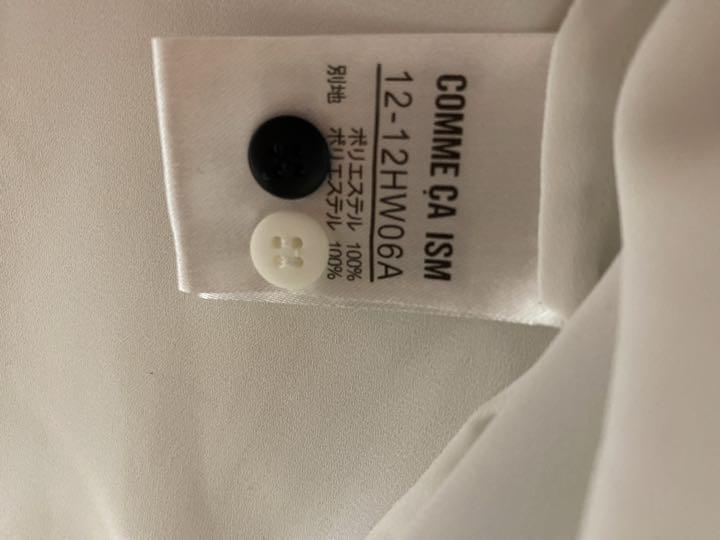 COMME ÇA ISM
12-12HW06A
ポリエステル 100%
別地 ポリエステル 100%